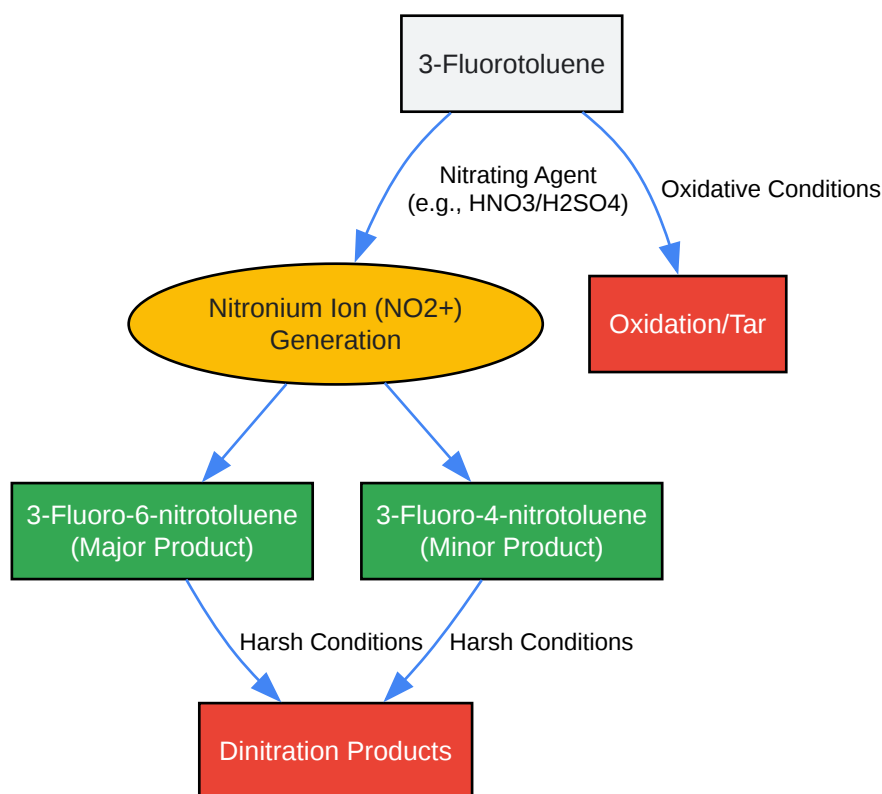 3-Fluorotoluene
Nitrating Agent
(e.g., HNO3/H2SO4)
Oxidative Conditions
Nitronium Ion (NO2+)
Generation
Oxidation/Tar
3-Fluoro-6-nitrotoluene
(Major Product)
3-Fluoro-4-nitrotoluene
(Minor Product)
Harsh Conditions
Harsh Conditions
Dinitration Products